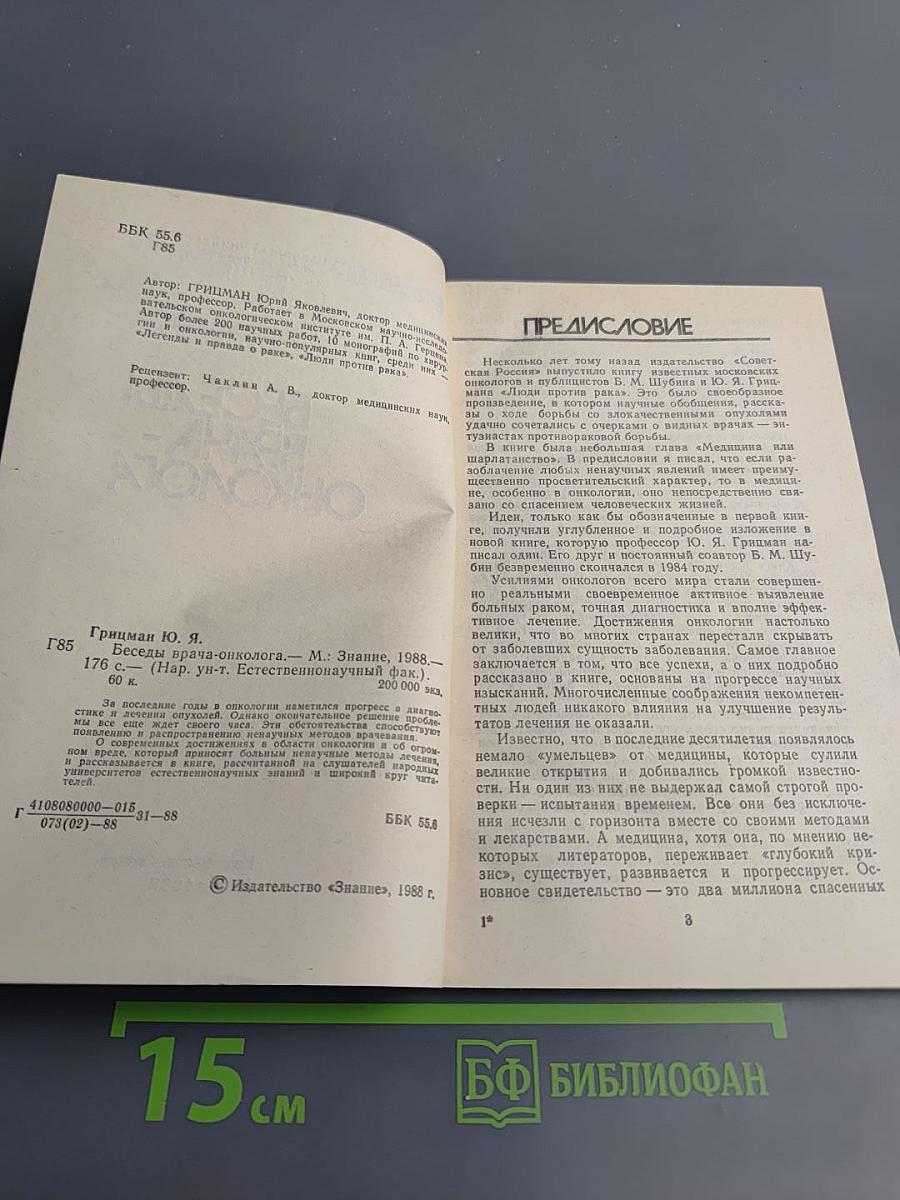 ББК 55.6
Г85
Автор: ГРИЦМАН Юрий Яковлевич, доктор медицинских
наук, профессор. Работает в Московском научно-исследо-
вательском онкологическом институте им. П. А. Герцена.
Автор более 200 научных работ, 10 монографий по хирур-
гии и онкологии, научно-популярных книг, среди них —
«Легенды и правда о раке», «Люди против рака».
Рецензент: Чаклин А. В., доктор медицинских наук,
профессор.
Грицман Ю. Я.
Г85 Беседы врача-онколога.— М.: Знание, 1988.—
176 с.— (Нар. ун-т. Естественнонаучный фак.).
60 к. 200 000 экз.
За последние годы в онкологии наметился прогресс в диагно-
стике и лечении опухолей. Однако окончательное решение пробле-
мы все еще ждет своего часа. Эти обстоятельства способствуют
появлению и распространению ненаучных методов врачевания.
О современных достижениях в области онкологии и об огром-
ном вреде, который приносят больным ненаучные методы лечения,
и рассказывается в книге, рассчитанной на слушателей народных
университетов естественнонаучных знаний и широкий круг чита-
телей.
Г 4108080000—015 31—88
073(02)—88
ББК 55.6
© Издательство «Знание», 1988 г.
ПРЕДИСЛОВИЕ
Несколько лет тому назад издательство «Совет-
ская Россия» выпустило книгу известных московских
онкологов и публицистов Б. М. Шубина и Ю. Я. Гриц-
мана «Люди против рака». Это было своеобразное
произведение, в котором научные обобщения, расска-
зы о ходе борьбы со злокачественными опухолями
удачно сочетались с очерками о видных врачах — эн-
тузиастах противораковой борьбы.
В книге была небольшая глава «Медицина или
шарлатанство». В предисловии я писал, что если ра-
зоблачение любых ненаучных явлений имеет преиму-
щественно просветительский характер, то в медици-
не, особенно в онкологии, оно непосредственно свя-
зано со спасением человеческих жизней.
Идеи, только как бы обозначенные в первой кни-
ге, получили углубленное и подробное изложение в
новой книге, которую профессор Ю. Я. Грицман на-
писал один. Его друг и постоянный соавтор Б. М. Шу-
бин безвременно скончался в 1984 году.
Усилиями онкологов всего мира стали совершен-
но реальными своевременное активное выявление
больных раком, точная диагностика и вполне эффек-
тивное лечение. Достижения онкологии настолько
велики, что во многих странах перестали скрывать
от заболевших сущность заболевания. Самое главное
заключается в том, что все успехи, а о них подробно
рассказано в книге, основаны на прогрессе научных
изысканий. Многочисленные соображения некомпетен-
тных людей никакого влияния на улучшение резуль-
татов лечения не оказали.
Известно, что в последние десятилетия появлялось
немало «умельцев» от медицины, которые сулили
великие открытия и добивались громкой известно-
сти. Ни один из них не выдержал самой строгой про-
верки — испытания временем. Все они без исключе-
ния исчезли с горизонта вместе со своими методами
и лекарствами. А медицина, хотя она, по мнению не-
которых литераторов, переживает «глубокий кри-
зис», существует, развивается и прогрессирует. Ос-
новное свидетельство — это два миллиона спасенных
1* 3
15 см
БФ БИБЛИОФАН